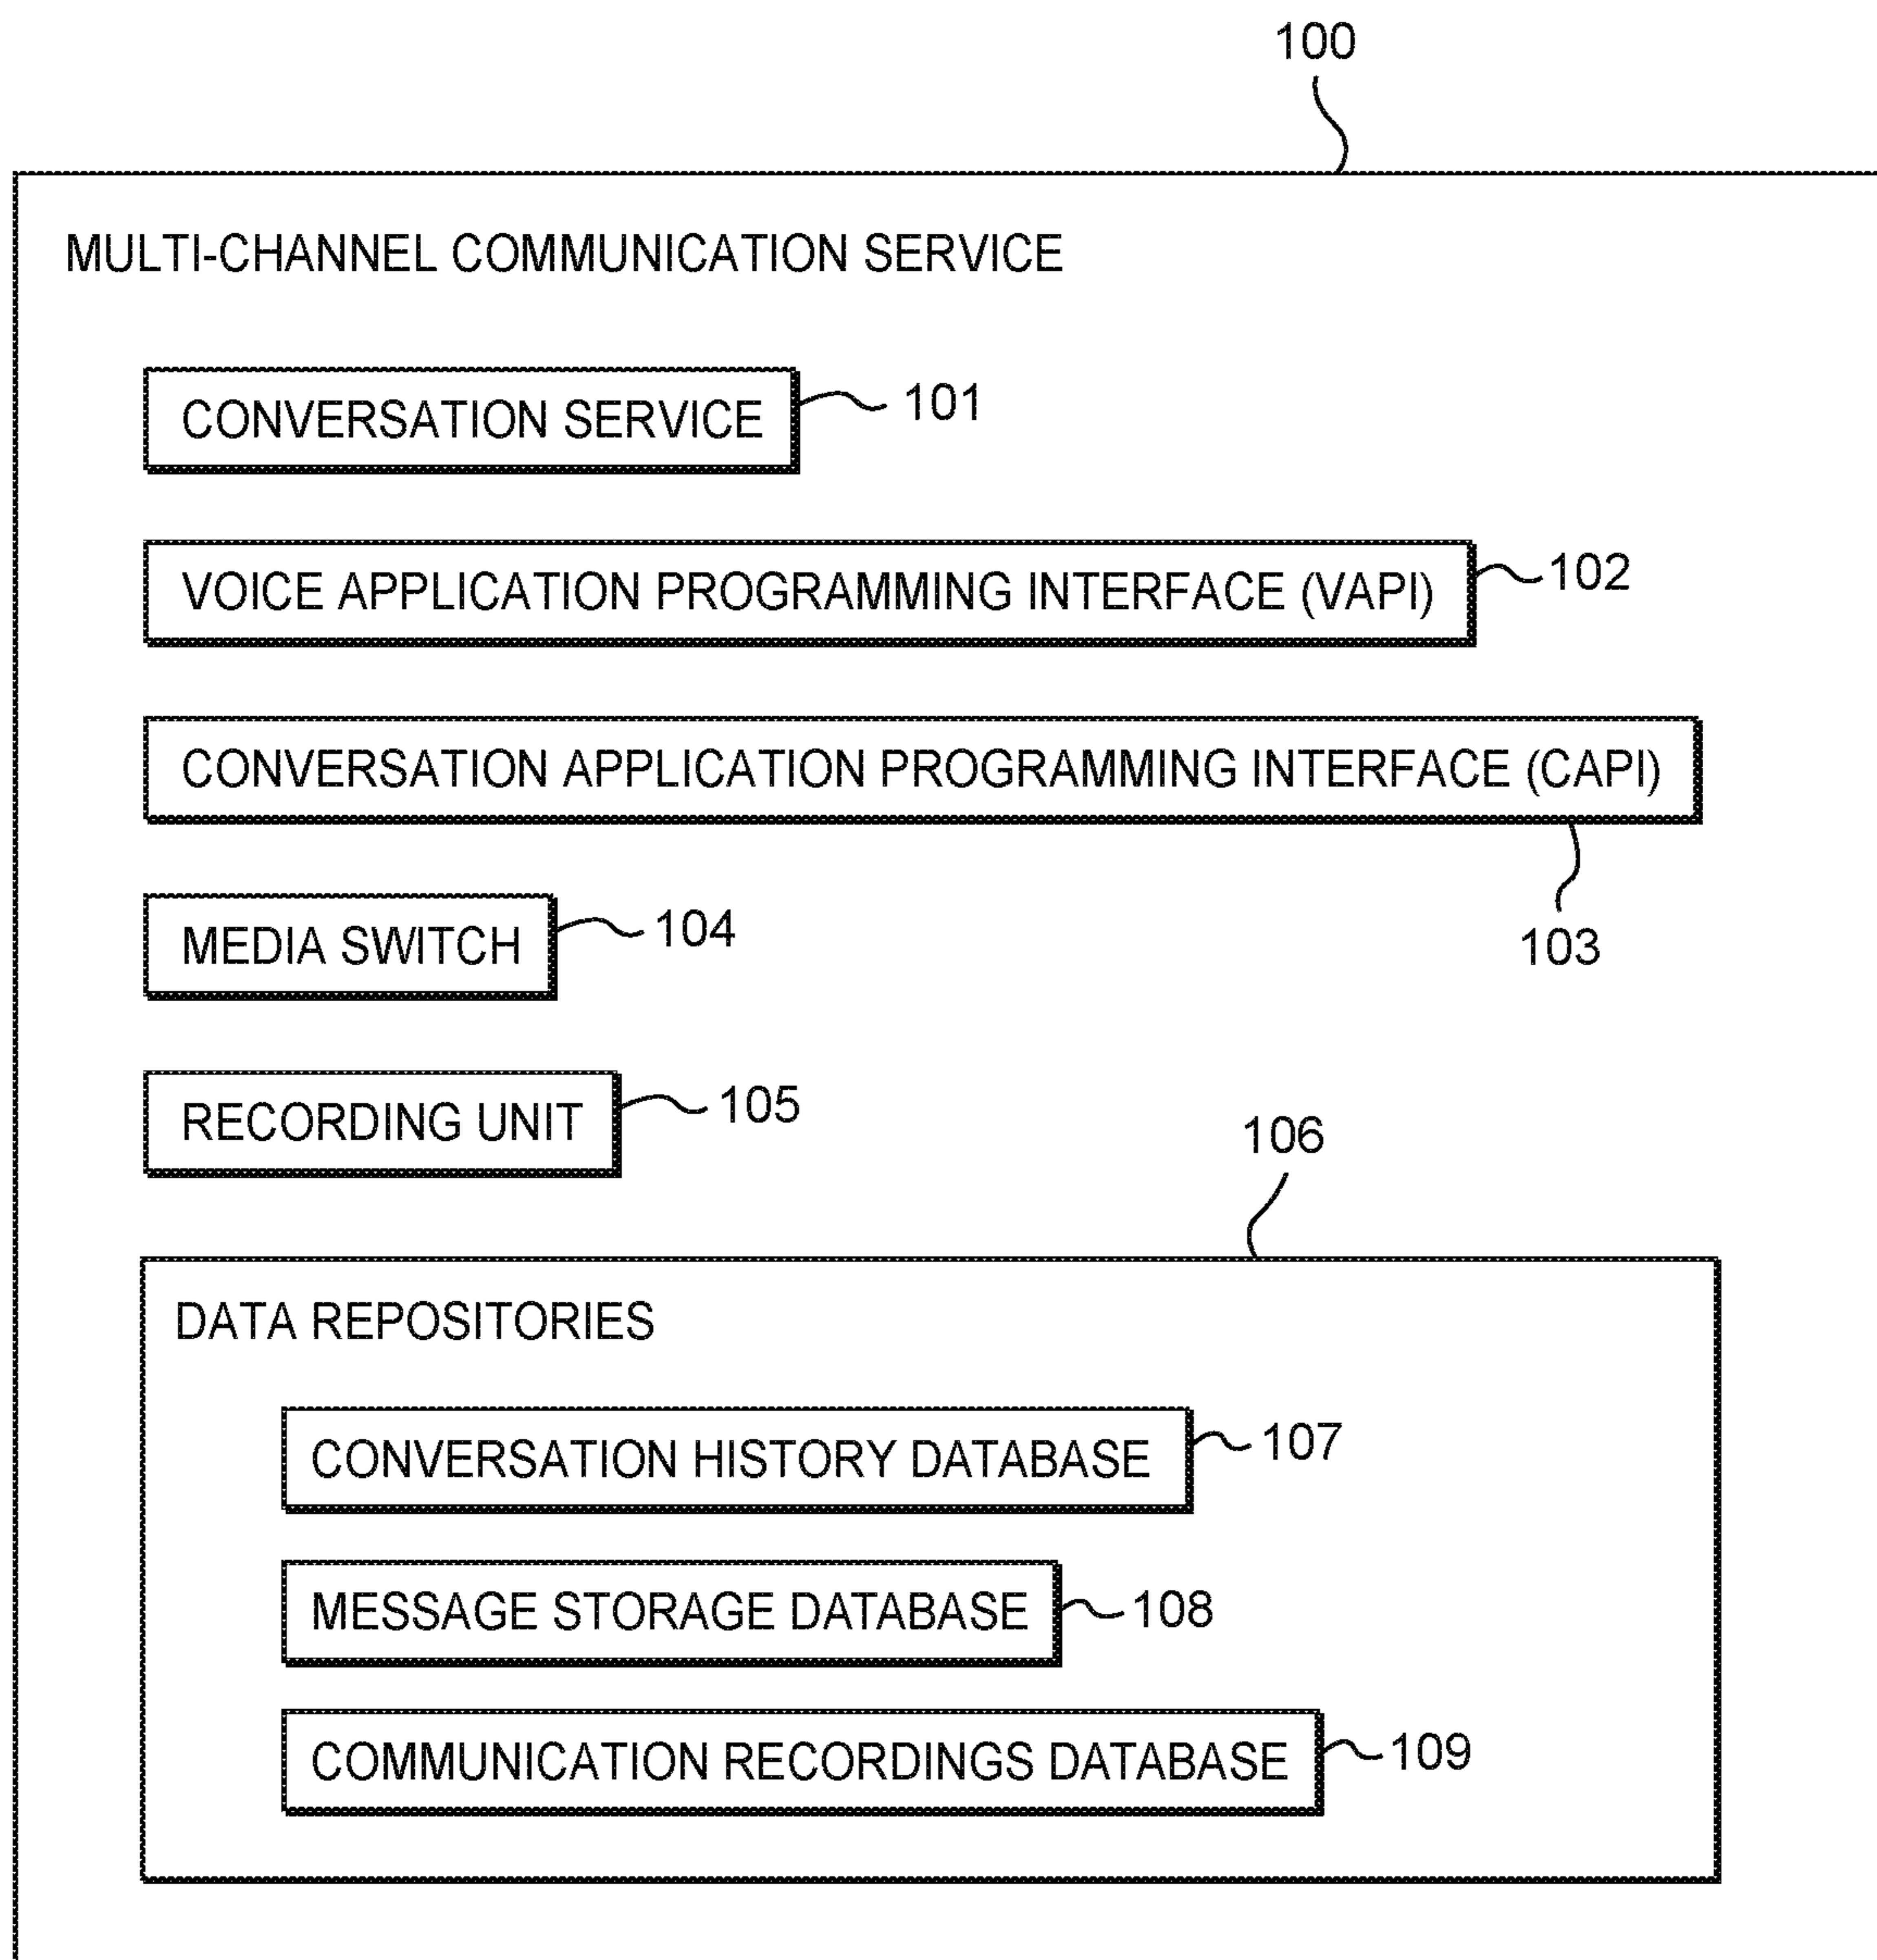 100
MULTI-CHANNEL COMMUNICATION SERVICE
CONVERSATION SERVICE 101
VOICE APPLICATION PROGRAMMING INTERFACE (VAPI) 102
CONVERSATION APPLICATION PROGRAMMING INTERFACE (CAPI)
103
MEDIA SWITCH 104
RECORDING UNIT 105
106
DATA REPOSITORIES
CONVERSATION HISTORY DATABASE 107
MESSAGE STORAGE DATABASE 108
COMMUNICATION RECORDINGS DATABASE 109